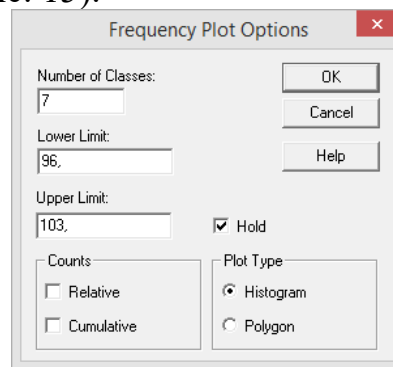 с. 15).
Frequency Plot Options
Number of Classes:
7
OK
Cancel
Lower Limit:
96,
Help
Upper Limit:
103,
Hold
Counts
Relative
Cumulative
Plot Type
Histogram
Polygon